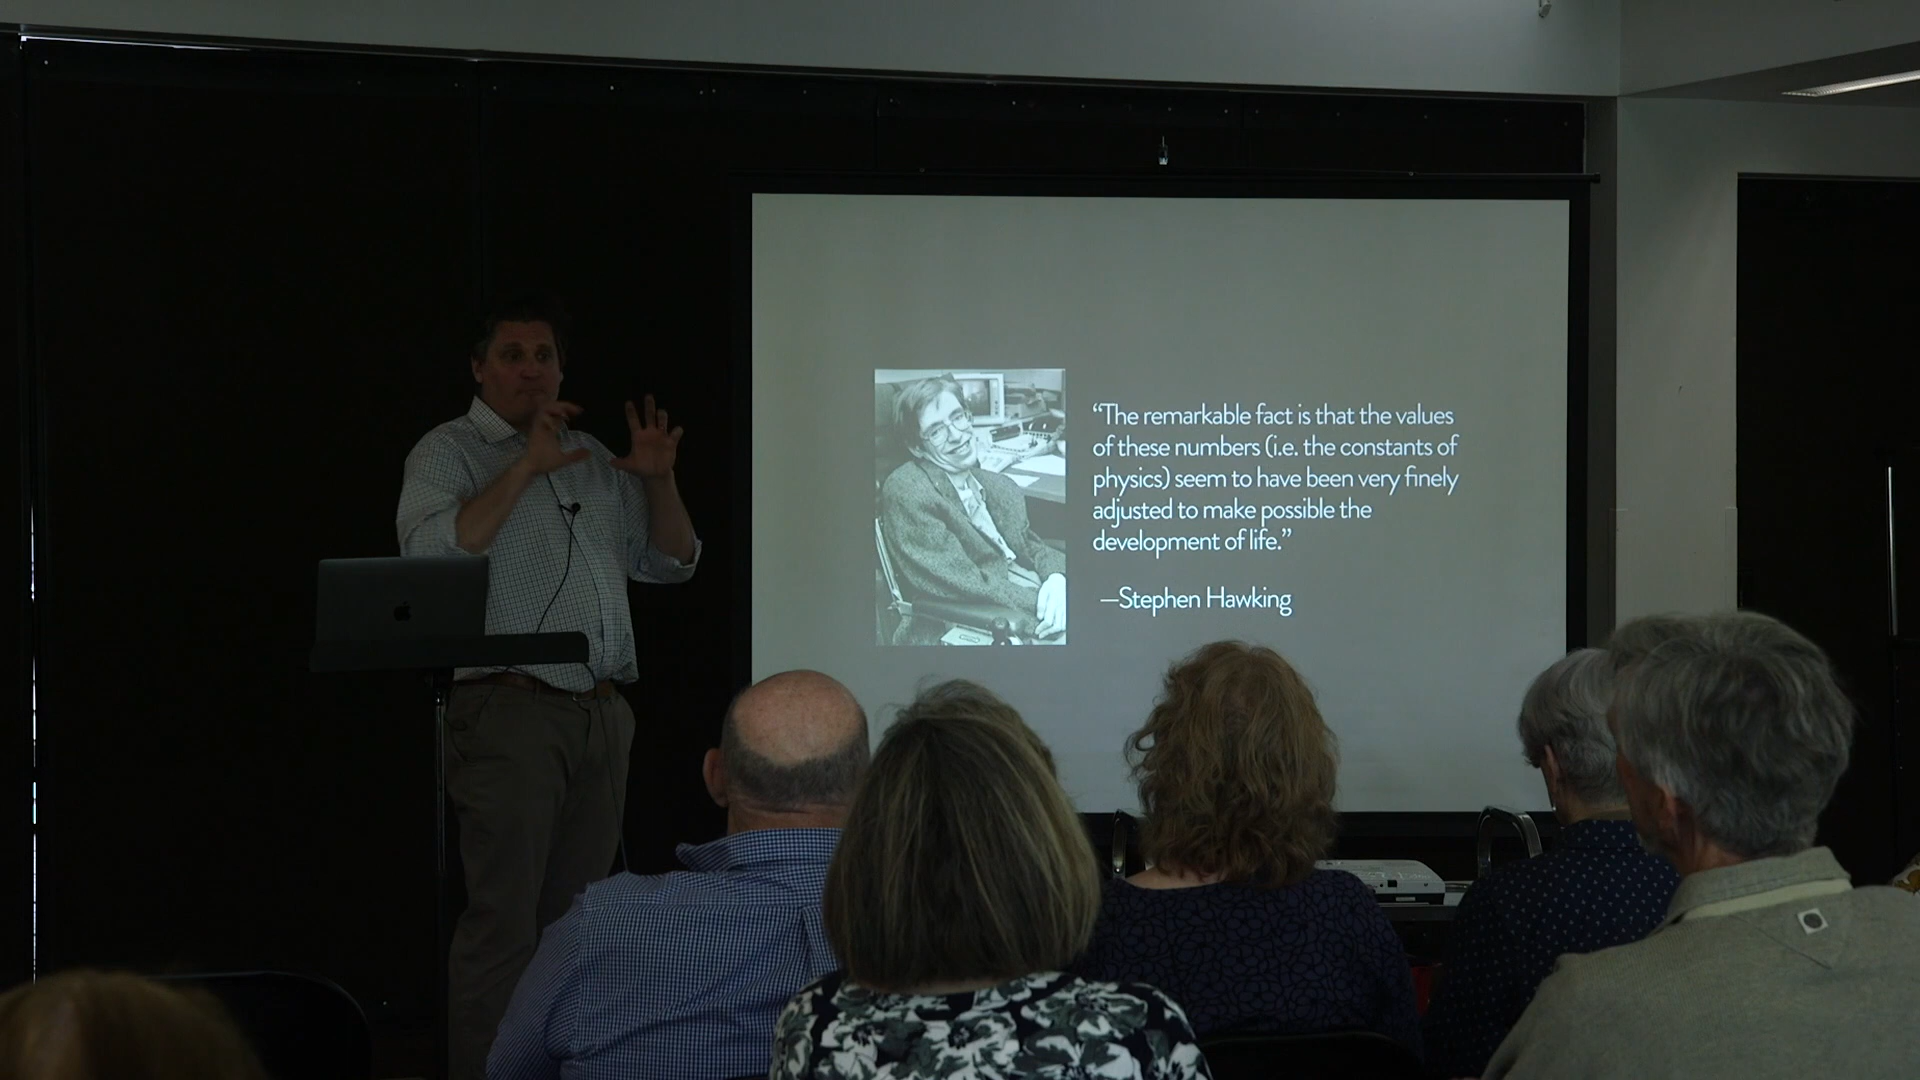 “The remarkable fact is that the values
of these numbers (i.e. the constants of
physics) seem to have been very finely
adjusted to make possible the
development of life.”
—Stephen Hawking